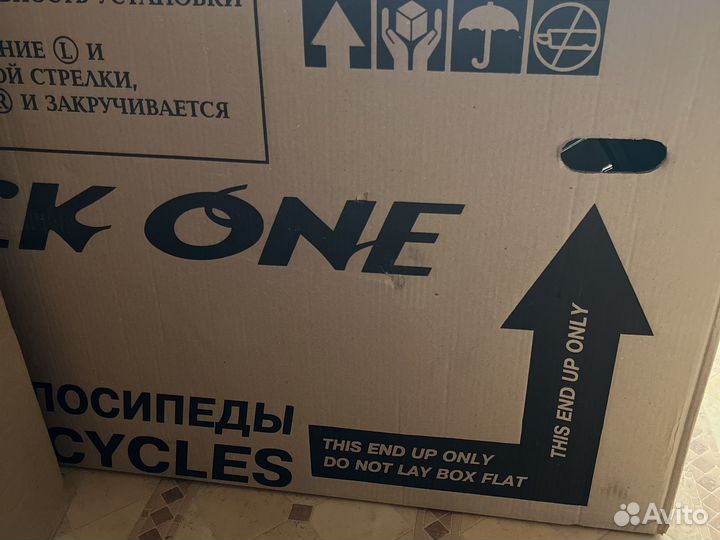 НИЕ Ⓛ И
ОЙ СТРЕЛКИ,
Ⓡ И ЗАКРУЧИВАЕТСЯ
CK ONE
ЛОСИПЕДЫ
CYCLES
THIS END UP ONLY
DO NOT LAY BOX FLAT
THIS END UP ONLY
Avito